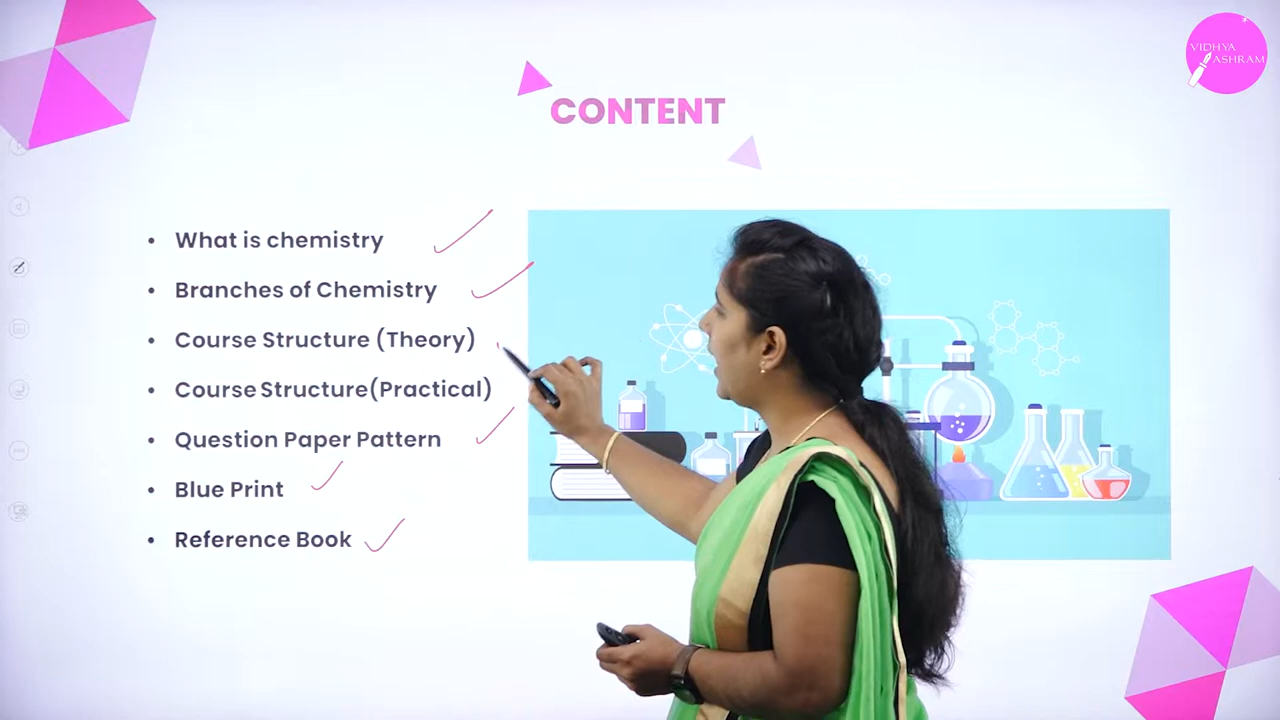 VIDHYA
ASHRAM
CONTENT
• What is chemistry
• Branches of Chemistry
• Course Structure (Theory)
• Course Structure(Practical)
• Question Paper Pattern
• Blue Print
• Reference Book